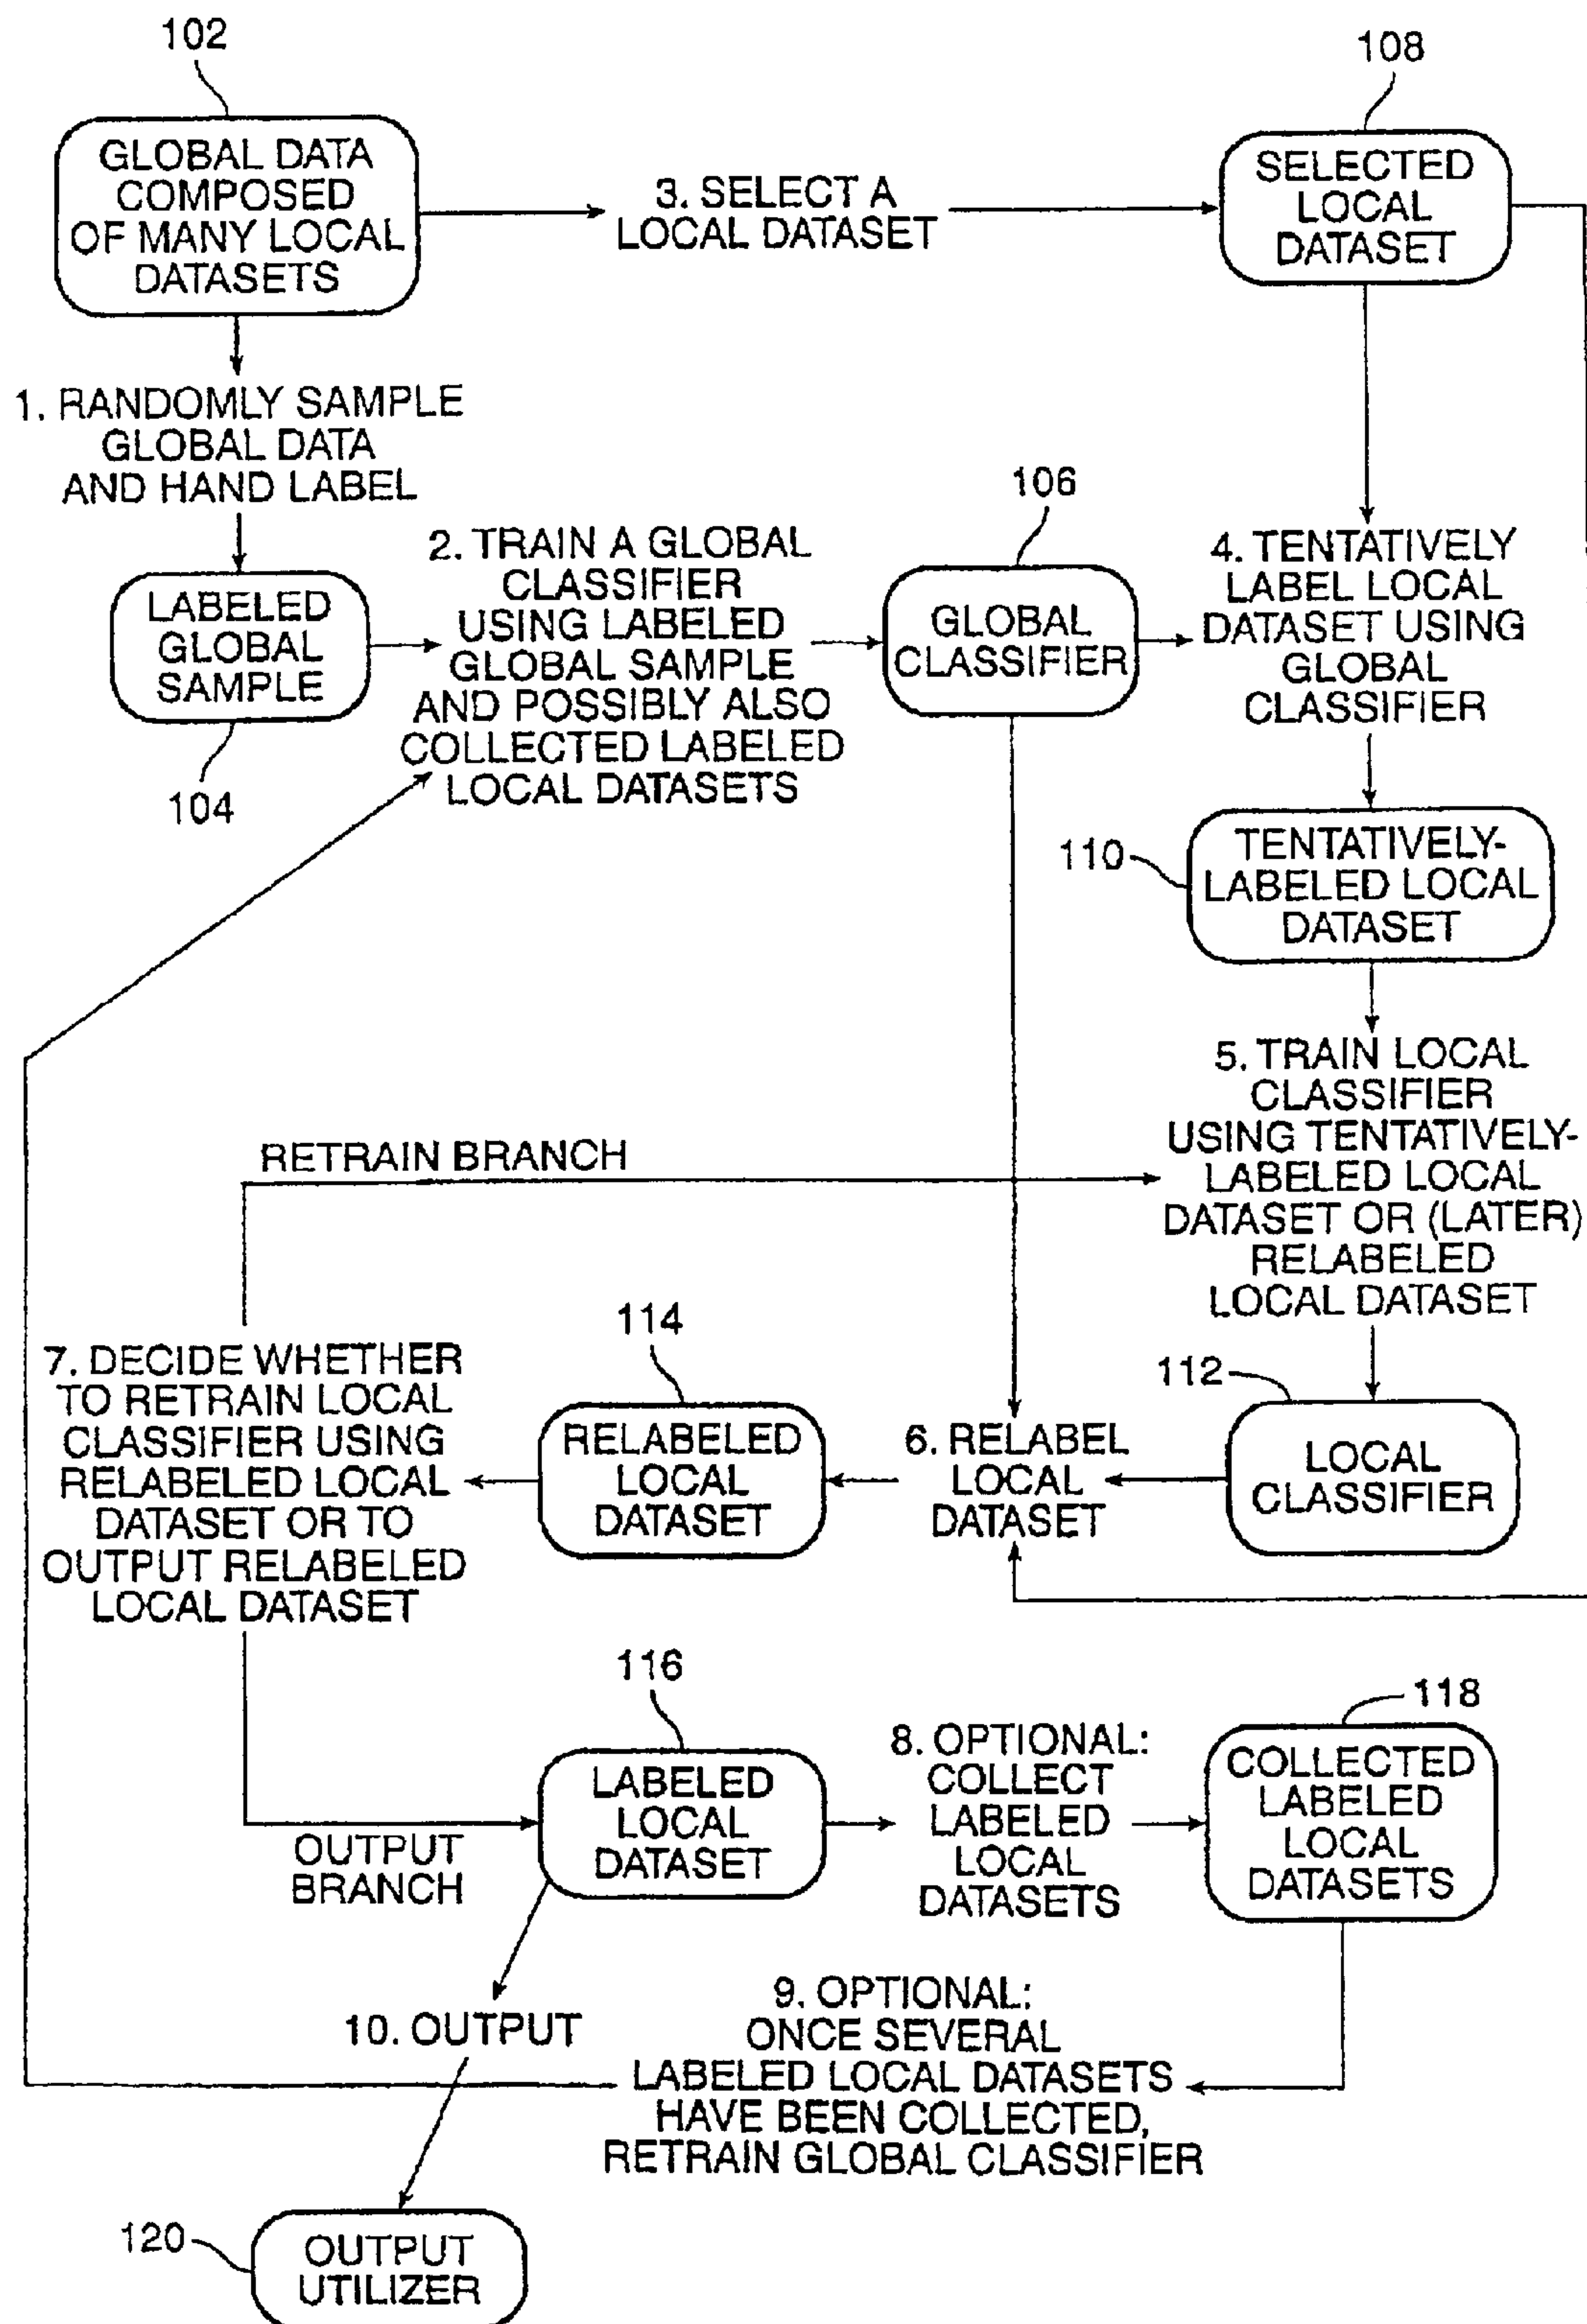 102
108
GLOBAL DATA
COMPOSED
OF MANY LOCAL
DATASETS
3. SELECT A
LOCAL DATASET
SELECTED
LOCAL
DATASET
1. RANDOMLY SAMPLE
GLOBAL DATA
AND HAND LABEL
106
LABELED
GLOBAL
SAMPLE
104
2. TRAIN A GLOBAL
CLASSIFIER
USING LABELED
GLOBAL SAMPLE
AND POSSIBLY ALSO
COLLECTED LABELED
LOCAL DATASETS
GLOBAL
CLASSIFIER
4. TENTATIVELY
LABEL LOCAL
DATASET USING
GLOBAL
CLASSIFIER
110
TENTATIVELY-
LABELED LOCAL
DATASET
5. TRAIN LOCAL
CLASSIFIER
USING TENTATIVELY-
LABELED LOCAL
DATASET OR (LATER)
RELABELED
LOCAL DATASET
RETRAIN BRANCH
114
112
7. DECIDE WHETHER
TO RETRAIN LOCAL
CLASSIFIER USING
RELABELED LOCAL
DATASET OR TO
OUTPUT RELABELED
LOCAL DATASET
RELABELED
LOCAL
DATASET
6. RELABEL
LOCAL
DATASET
LOCAL
CLASSIFIER
116
118
OUTPUT
BRANCH
LABELED
LOCAL
DATASET
8. OPTIONAL:
COLLECT
LABELED
LOCAL
DATASETS
COLLECTED
LABELED
LOCAL
DATASETS
10. OUTPUT
9. OPTIONAL:
ONCE SEVERAL
LABELED LOCAL DATASETS
HAVE BEEN COLLECTED,
RETRAIN GLOBAL CLASSIFIER
120
OUTPUT
UTILIZER